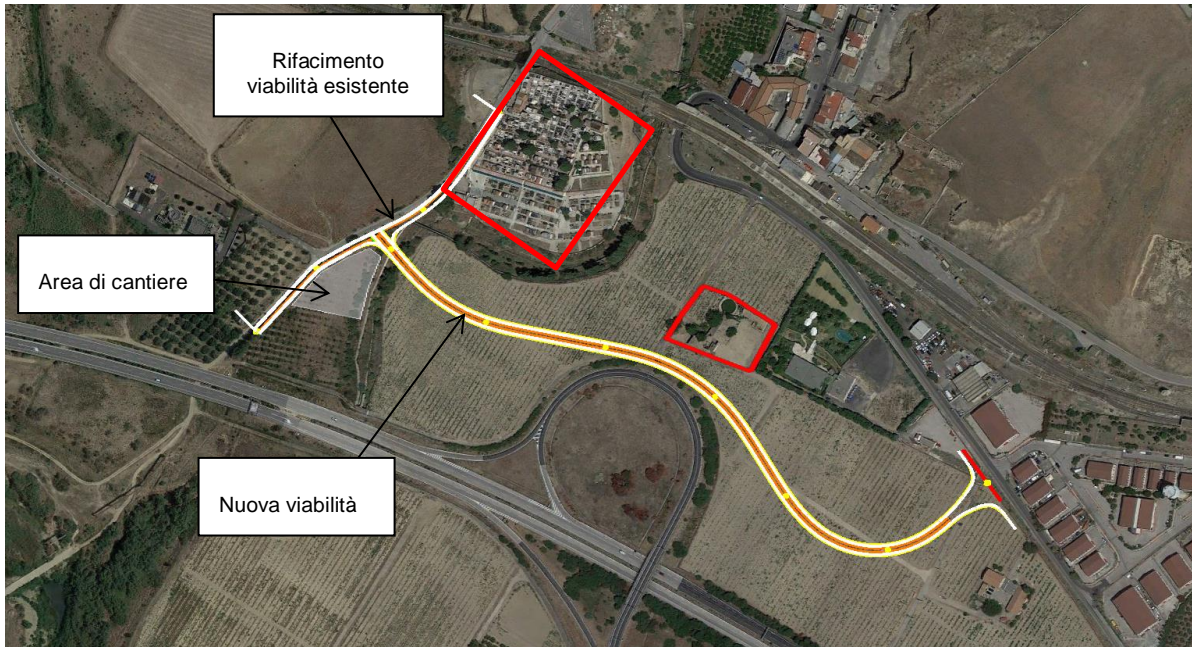 Rifacimento
viabilità esistente
Area di cantiere
Nuova viabilità